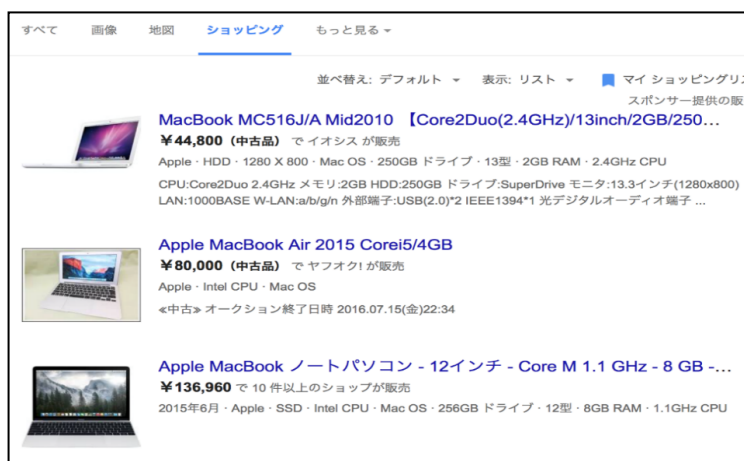 すべて 画像 地図 ショッピング もっと見る
並べ替え: デフォルト 表示: リスト マイ ショッピングリス
スポンサー提供の販
MacBook MC516J/A Mid2010 【Core2Duo(2.4GHz)/13inch/2GB/250...
￥44,800（中古品） で イオシス が販売
Apple · HDD · 1280 X 800 · Mac OS · 250GB ドライブ · 13型 · 2GB RAM · 2.4GHz CPU
CPU:Core2Duo 2.4GHz メモリ:2GB HDD:250GB ドライブ:SuperDrive モニタ:13.3インチ(1280x800)
LAN:1000BASE W-LAN:a/b/g/n 外部端子:USB(2.0)*2 IEEE1394*1 光デジタルオーディオ端子 ...
Apple MacBook Air 2015 Corei5/4GB
￥80,000（中古品） で ヤフオク! が販売
Apple · Intel CPU · Mac OS
≪中古≫ オークション終了日時 2016.07.15(金)22:34
Apple MacBook ノートパソコン - 12インチ - Core M 1.1 GHz - 8 GB -...
￥136,960 で 10 件以上のショップが販売
2015年6月 · Apple · SSD · Intel CPU · Mac OS · 256GB ドライブ · 12型 · 8GB RAM · 1.1GHz CPU